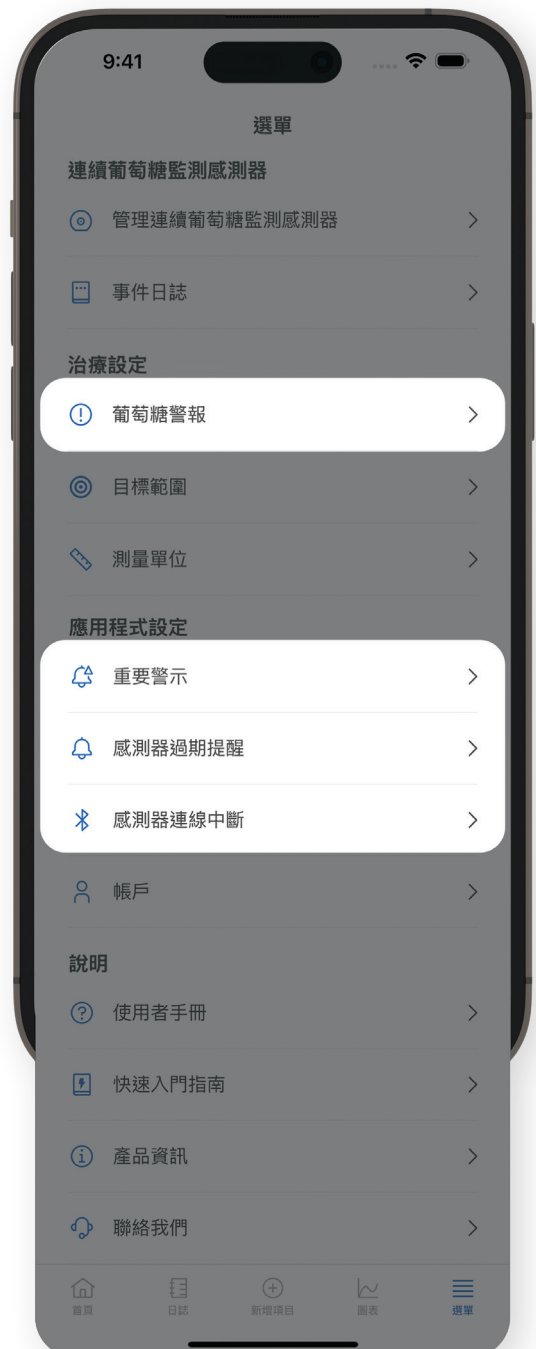 9:41
選單
連續葡萄糖監測感測器
管理連續葡萄糖監測感測器
事件日誌
治療設定
葡萄糖警報
目標範圍
測量單位
應用程式設定
重要警示
感測器過期提醒
感測器連線中斷
帳戶
說明
使用者手冊
快速入門指南
產品資訊
聯絡我們
首頁 日誌 新增項目 圖表 選單